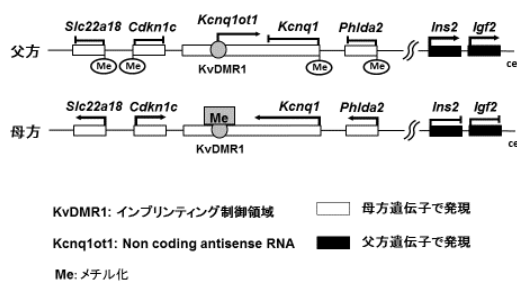 Slc22a18 Cdkn1c Kcnq1ot1 Kcnq1 Phlda2 Ins2 Igf2
父方
Me Me KvDMR1 Me Me ce
Slc22a18 Cdkn1c Me Kcnq1 Phlda2 Ins2 Igf2
母方
KvDMR1 ce
KvDMR1: インプリンティング制御領域 母方遺伝子で発現
Kcnq1ot1: Non coding antisense RNA 父方遺伝子で発現
Me: メチル化